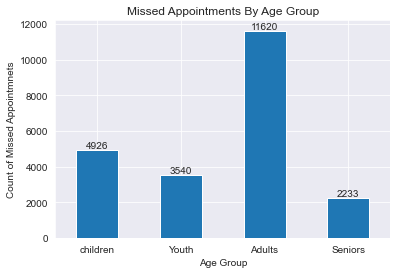 Missed Appointments By Age Group
Count of Missed Appointmnets
12000
10000
8000
6000
4000
2000
0
4926
3540
11620
2233
children Youth Adults Seniors
Age Group